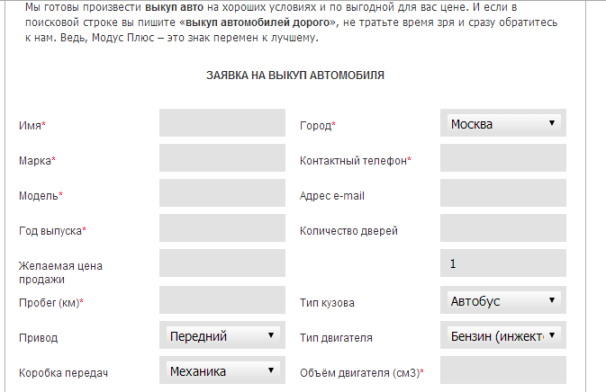 Мы готовы произвести выкуп авто на хороших условиях и по выгодной для вас цене. И если в
поисковой строке вы пишите «выкуп автомобилей дорого», не тратьте время зря и сразу обратитесь
к нам. Ведь, Модус Плюс – это знак перемен к лучшему.
ЗАЯВКА НА ВЫКУП АВТОМОБИЛЯ
Имя* Город* Москва
Марка* Контактный телефон*
Модель* Адрес e-mail
Год выпуска* Количество дверей
Желаемая цена 1
продажи
Пробег (км)* Тип кузова Автобус
Привод Передний Тип двигателя Бензин (инжект
Коробка передач Механика Объём двигателя (см3)*